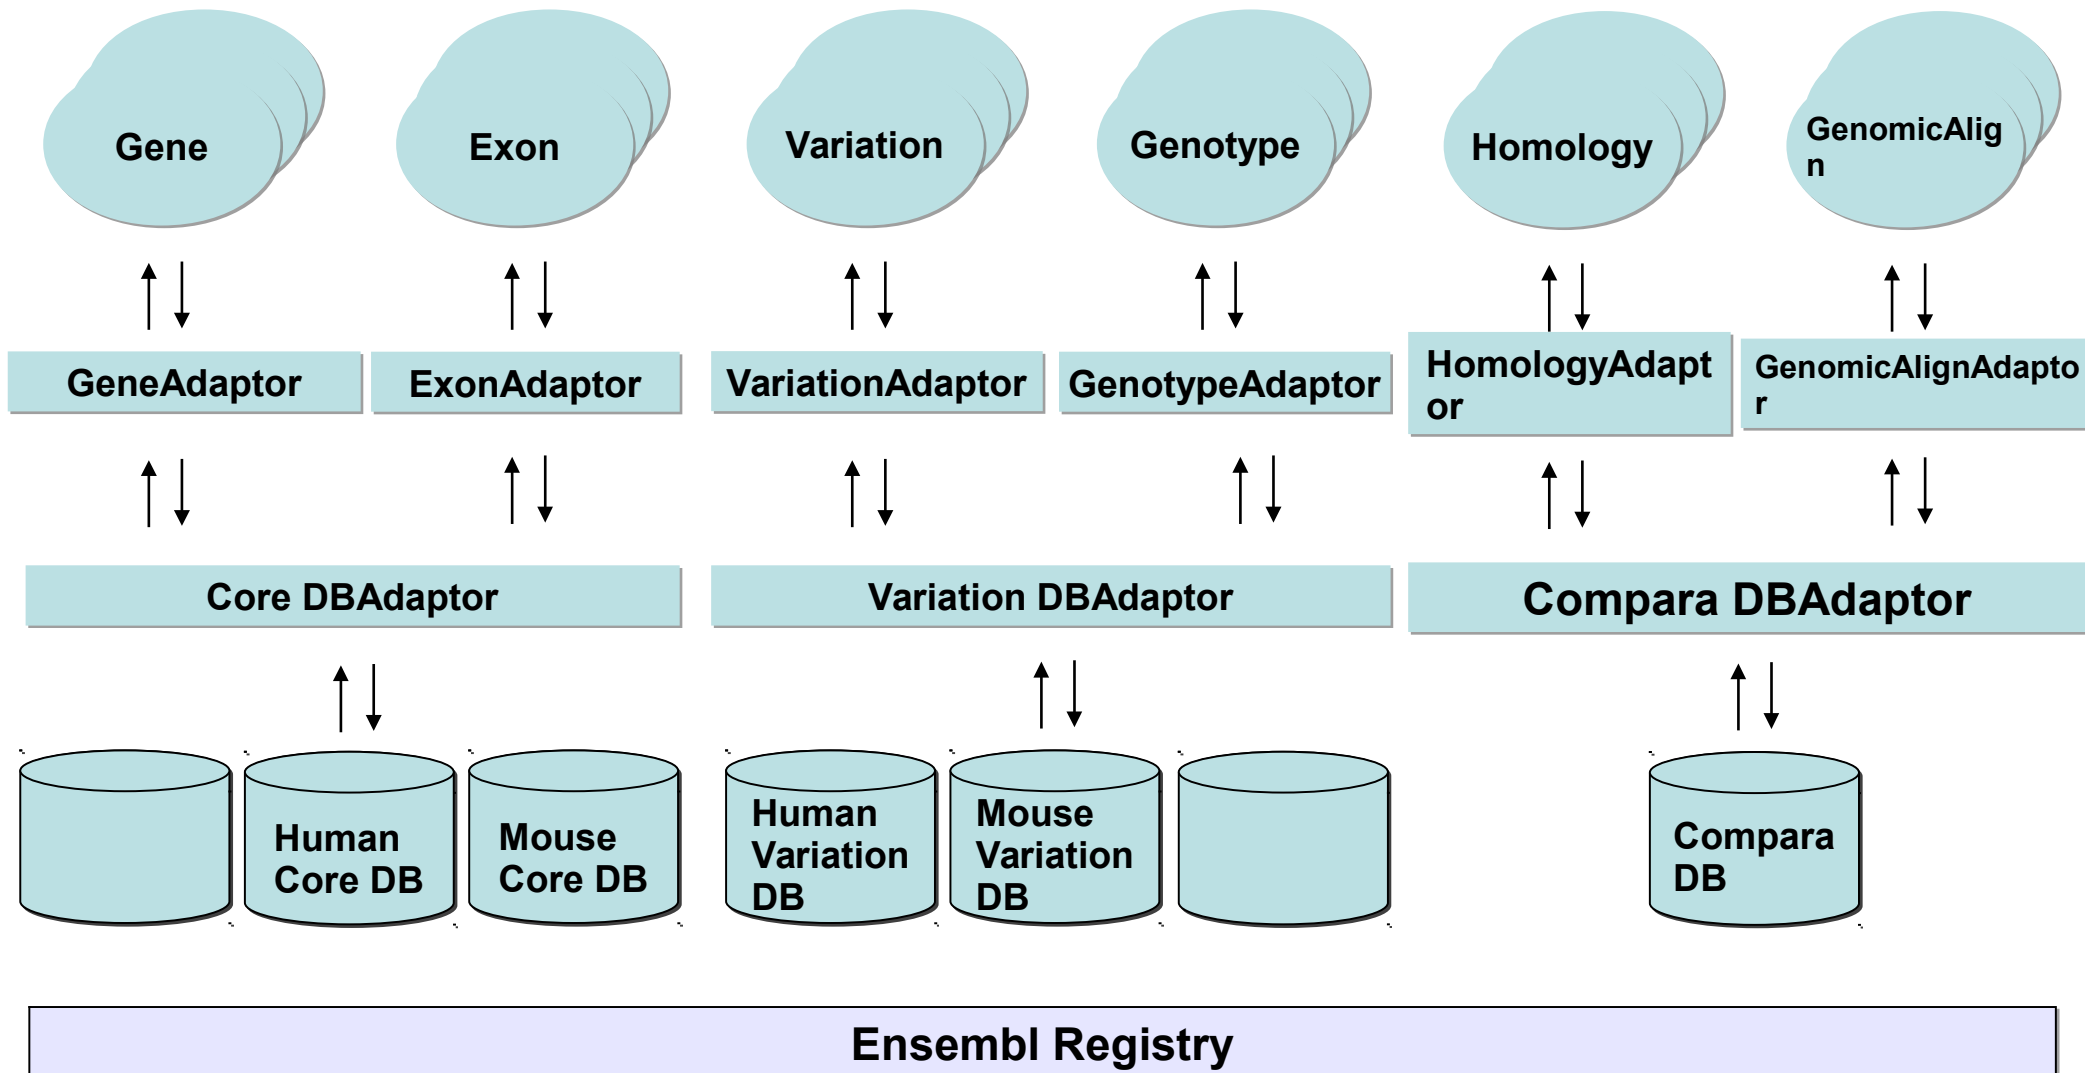 Gene
Exon
Variation
Genotype
Homology
GenomicAlig
n
GeneAdaptor
ExonAdaptor
VariationAdaptor
GenotypeAdaptor
HomologyAdapt
or
GenomicAlignAdapto
r
Core DBAdaptor
Variation DBAdaptor
Compara DBAdaptor
Human
Core DB
Mouse
Core DB
Human
Variation
DB
Mouse
Variation
DB
Compara
DB
Ensembl Registry